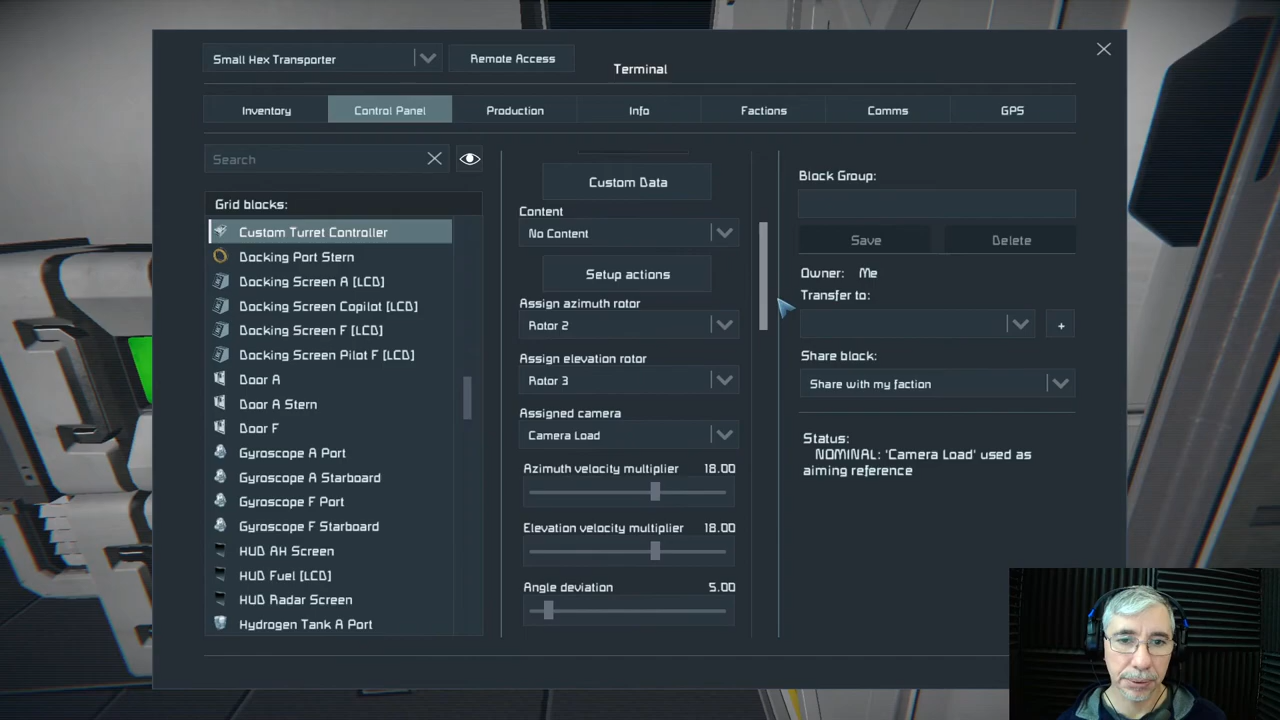 Small Hex Transporter
Remote Access
Terminal
Inventory
Control Panel
Production
Info
Factions
Comms
GPS
Search
Grid blocks:
Custom Turret Controller
Docking Port Stern
Docking Screen A [LCD]
Docking Screen Copilot [LCD]
Docking Screen F [LCD]
Docking Screen Pilot F [LCD]
Door A
Door A Stern
Door F
Gyroscope A Port
Gyroscope A Starboard
Gyroscope F Port
Gyroscope F Starboard
HUD AH Screen
HUD Fuel [LCD]
HUD Radar Screen
Hydrogen Tank A Port
Custom Data
Content
No Content
Setup actions
Assign azimuth rotor
Rotor 2
Assign elevation rotor
Rotor 3
Assigned camera
Camera Load
Azimuth velocity multiplier 18.00
Elevation velocity multiplier 18.00
Angle deviation 5.00
Block Group:
Save
Delete
Owner: Me
Transfer to:
+
Share block:
Share with my faction
Status:
NOMINAL: 'Camera Load' used as
aiming reference